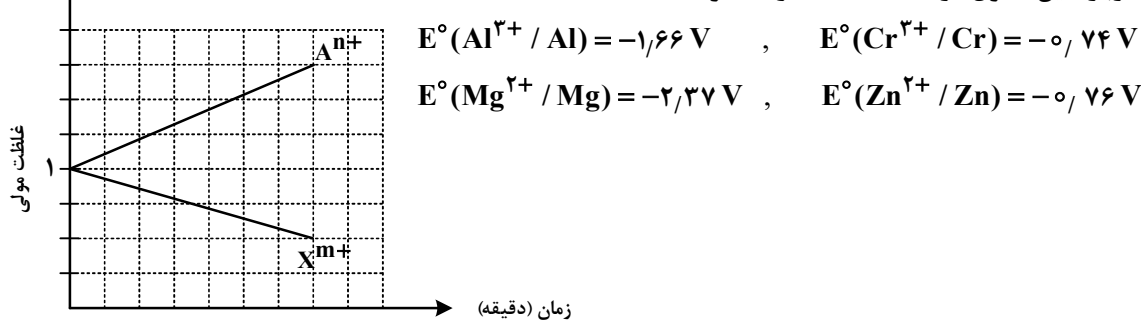 E°(Al³⁺ / Al) = −۱/۶۶ V , E°(Cr³⁺ / Cr) = −۰/۷۴ V
E°(Mg²⁺ / Mg) = −۲/۳۷ V , E°(Zn²⁺ / Zn) = −۰/۷۶ V
Aⁿ⁺
غلظت مولی
۱
Xᵐ⁺
زمان (دقیقه)